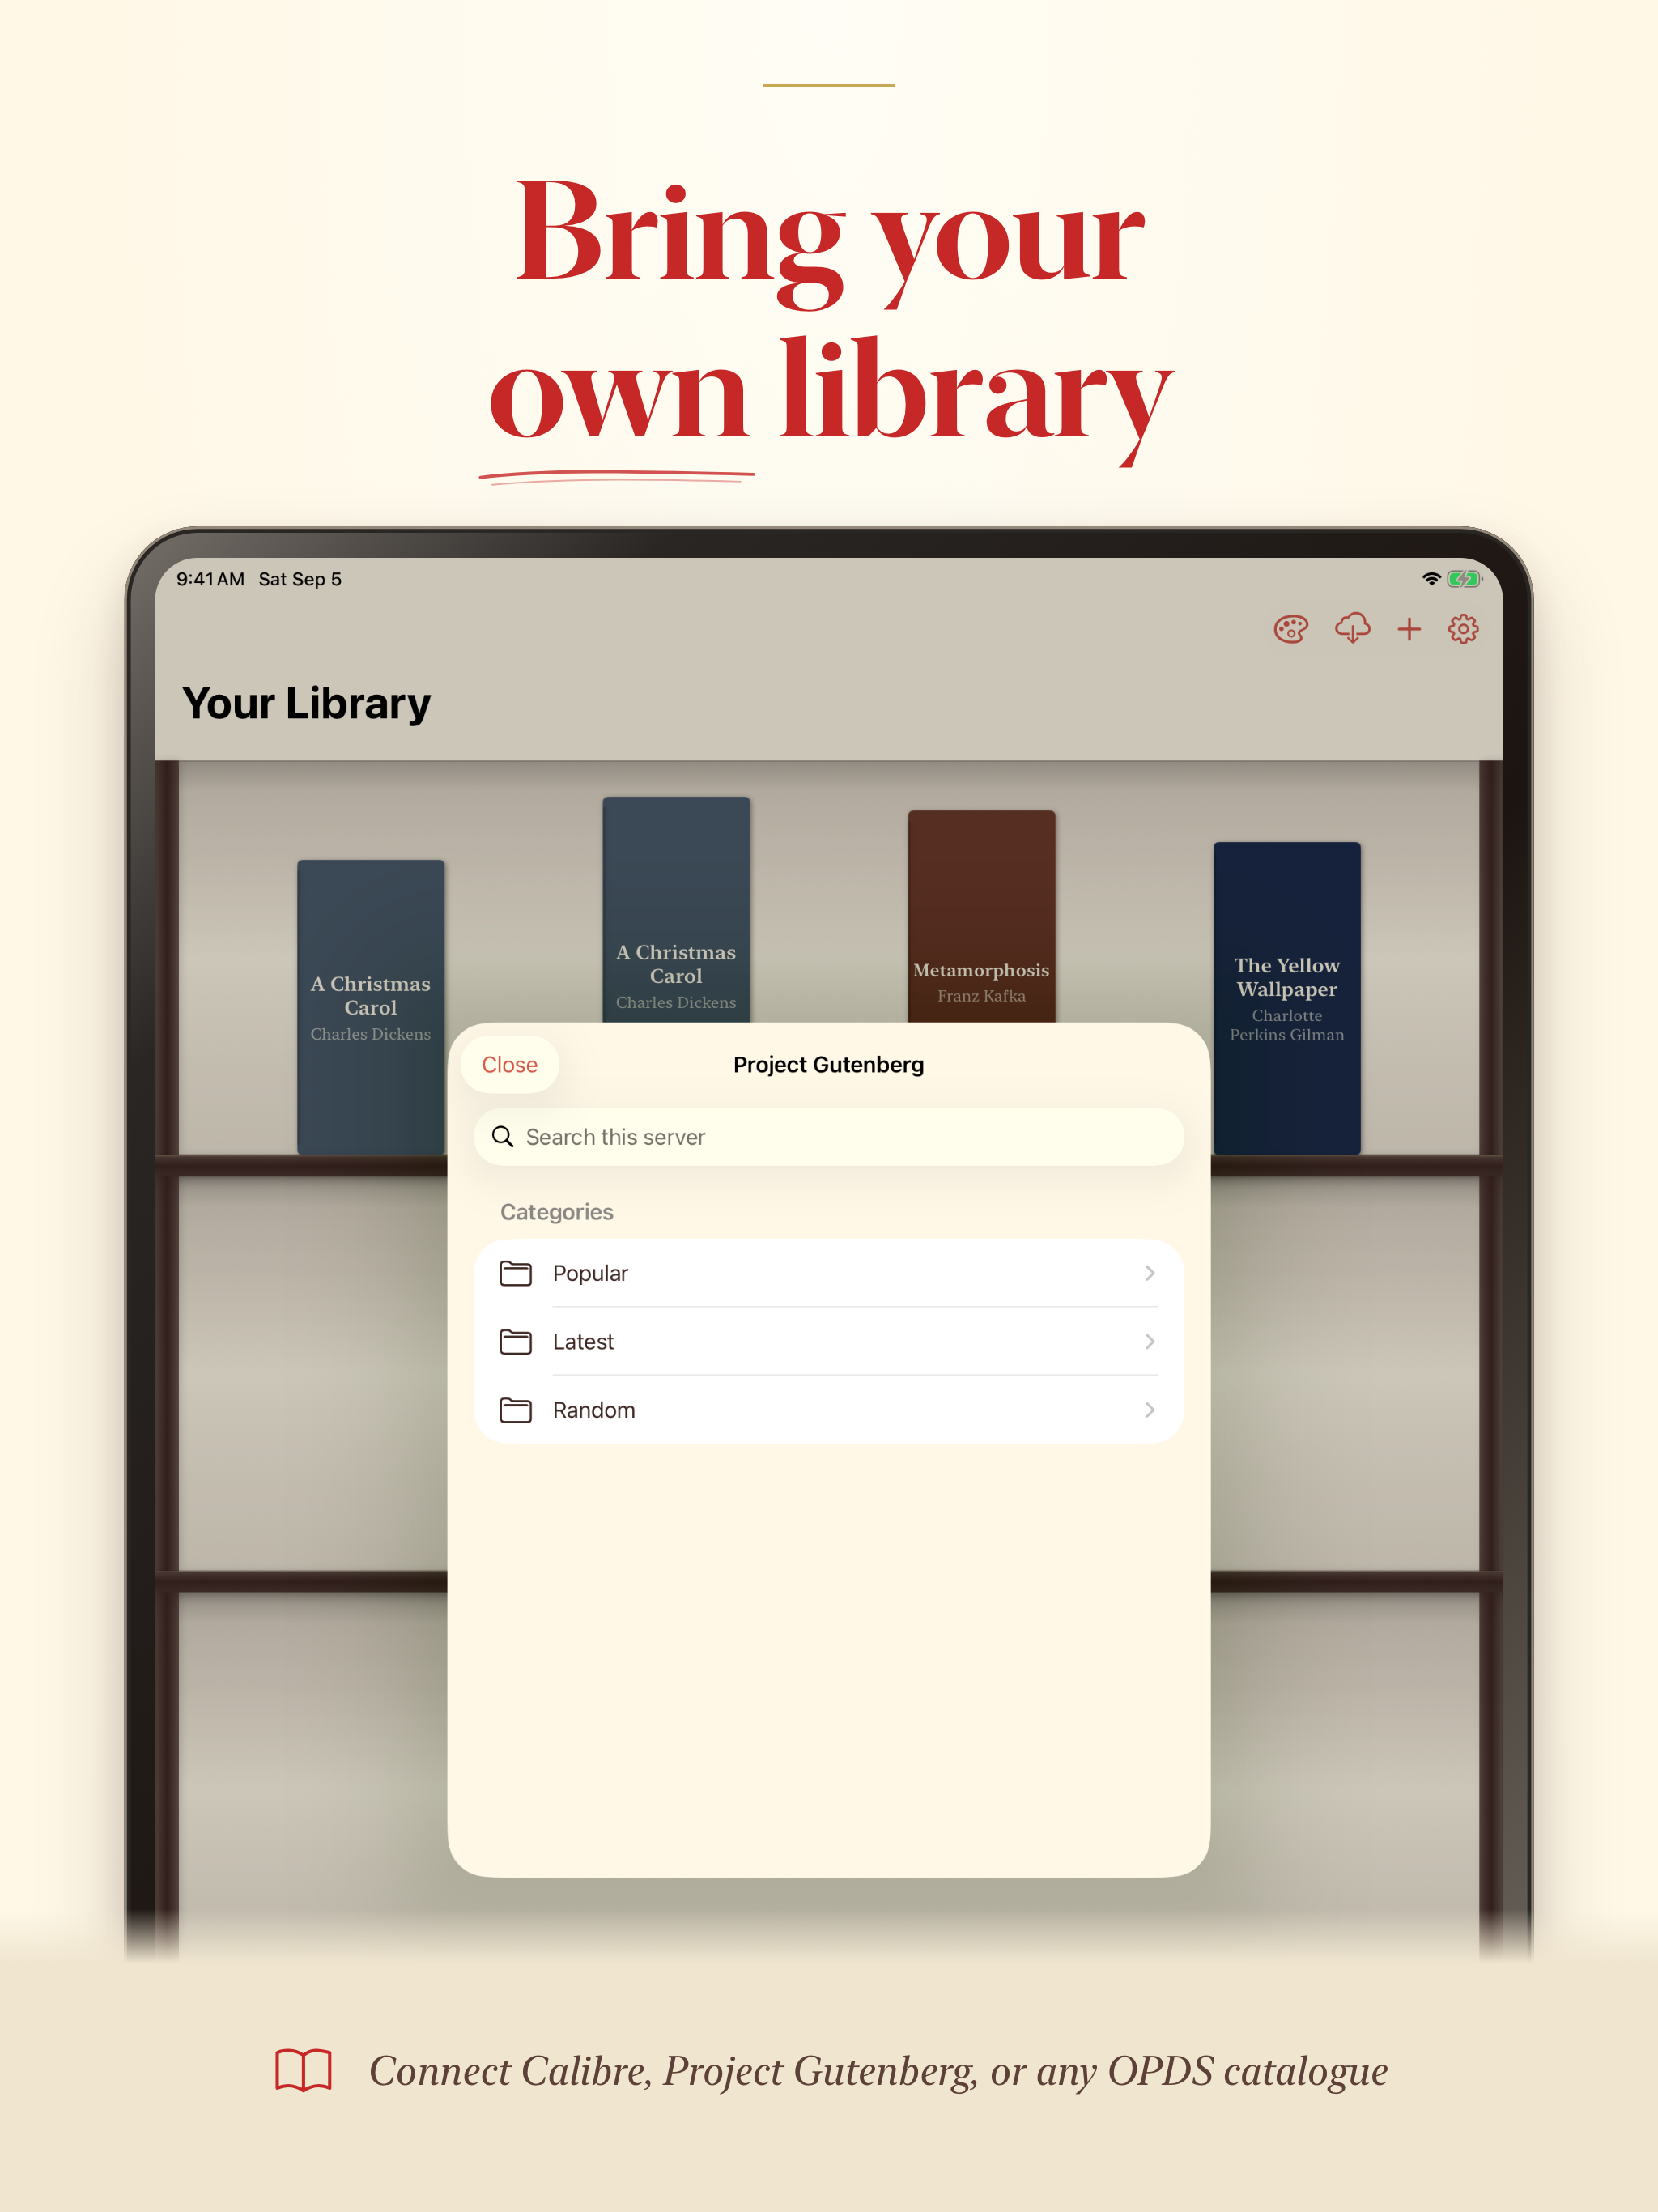 Bring your
own library
9:41 AM Sat Sep 5
Your Library
A Christmas
Carol
Charles Dickens
A Christmas
Carol
Charles Dickens
Metamorphosis
Franz Kafka
The Yellow
Wallpaper
Charlotte
Perkins Gilman
Close
Project Gutenberg
Search this server
Categories
Popular
Latest
Random
Connect Calibre, Project Gutenberg, or any OPDS catalogue